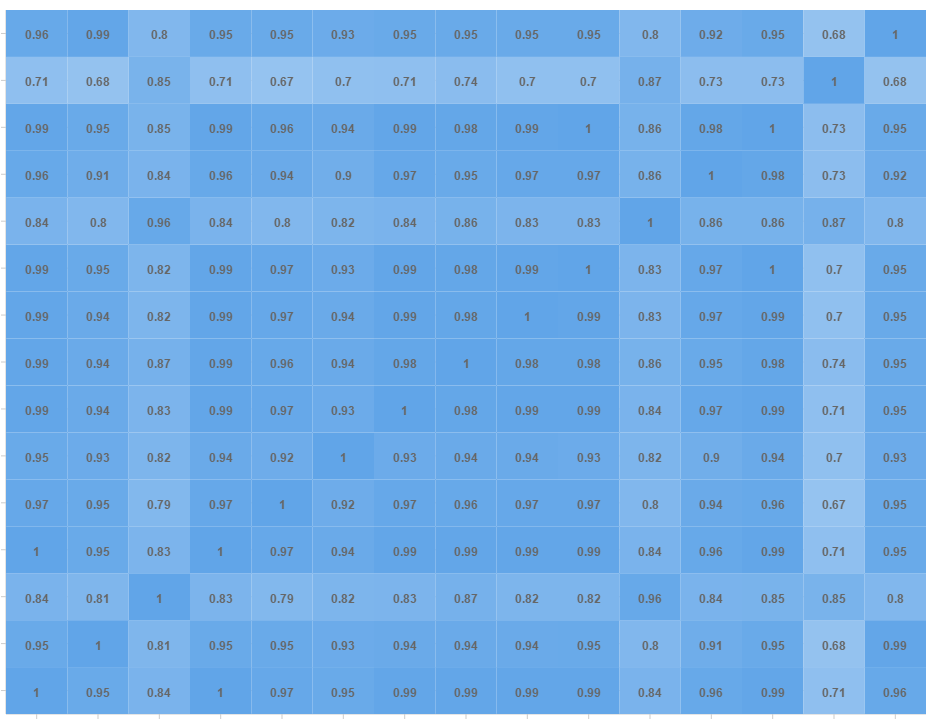 0.96 0.99 0.8 0.95 0.95 0.93 0.95 0.95 0.95 0.95 0.8 0.92 0.95 0.68 1
0.71 0.68 0.85 0.71 0.67 0.7 0.71 0.74 0.7 0.7 0.87 0.73 0.73 1 0.68
0.99 0.95 0.85 0.99 0.96 0.94 0.99 0.98 0.99 1 0.86 0.98 1 0.73 0.95
0.96 0.91 0.84 0.96 0.94 0.9 0.97 0.95 0.97 0.97 0.86 1 0.98 0.73 0.92
0.84 0.8 0.96 0.84 0.8 0.82 0.84 0.86 0.83 0.83 1 0.86 0.86 0.87 0.8
0.99 0.95 0.82 0.99 0.97 0.93 0.99 0.98 0.99 1 0.83 0.97 1 0.7 0.95
0.99 0.94 0.82 0.99 0.97 0.94 0.99 0.98 1 0.99 0.83 0.97 0.99 0.7 0.95
0.99 0.94 0.87 0.99 0.96 0.94 0.98 1 0.98 0.98 0.86 0.95 0.98 0.74 0.95
0.99 0.94 0.83 0.99 0.97 0.93 1 0.98 0.99 0.99 0.84 0.97 0.99 0.71 0.95
0.95 0.93 0.82 0.94 0.92 1 0.93 0.94 0.94 0.93 0.82 0.9 0.94 0.7 0.93
0.97 0.95 0.79 0.97 1 0.92 0.97 0.96 0.97 0.97 0.8 0.94 0.96 0.67 0.95
1 0.95 0.83 1 0.97 0.94 0.99 0.99 0.99 0.99 0.84 0.96 0.99 0.71 0.95
0.84 0.81 1 0.83 0.79 0.82 0.83 0.87 0.82 0.82 0.96 0.84 0.85 0.85 0.8
0.95 1 0.81 0.95 0.95 0.93 0.94 0.94 0.94 0.95 0.8 0.91 0.95 0.68 0.99
1 0.95 0.84 1 0.97 0.95 0.99 0.99 0.99 0.99 0.84 0.96 0.99 0.71 0.96